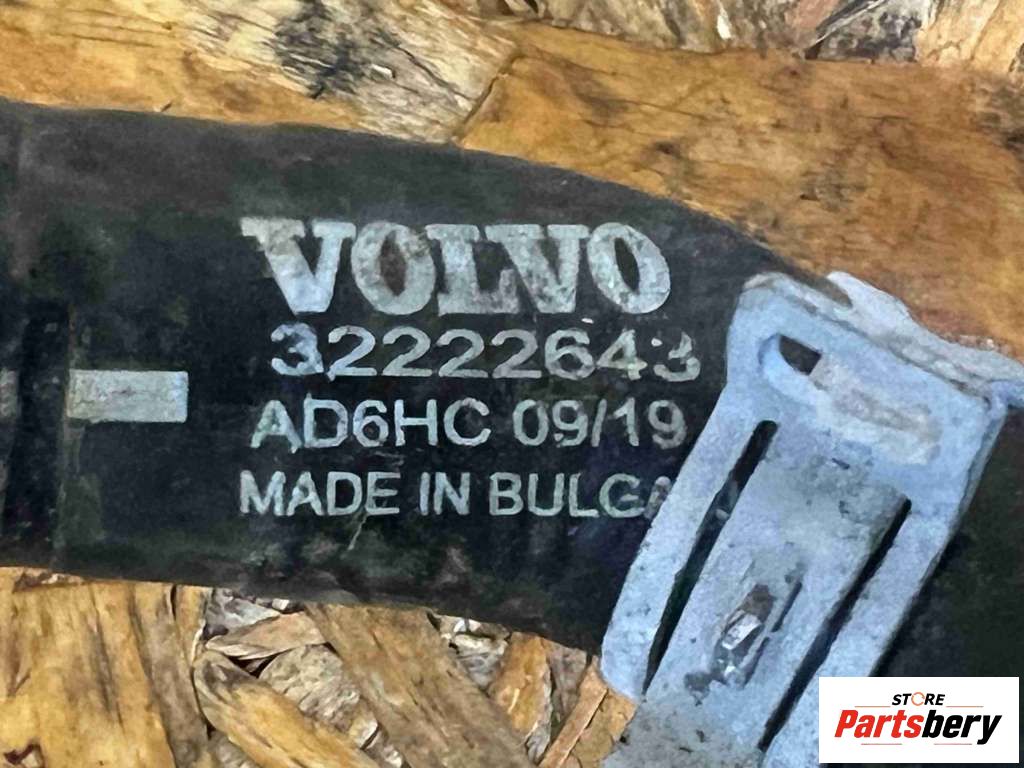 VOLVO
32222643
AD6HC 09/19
MADE IN BULGA
STORE
Partsbery